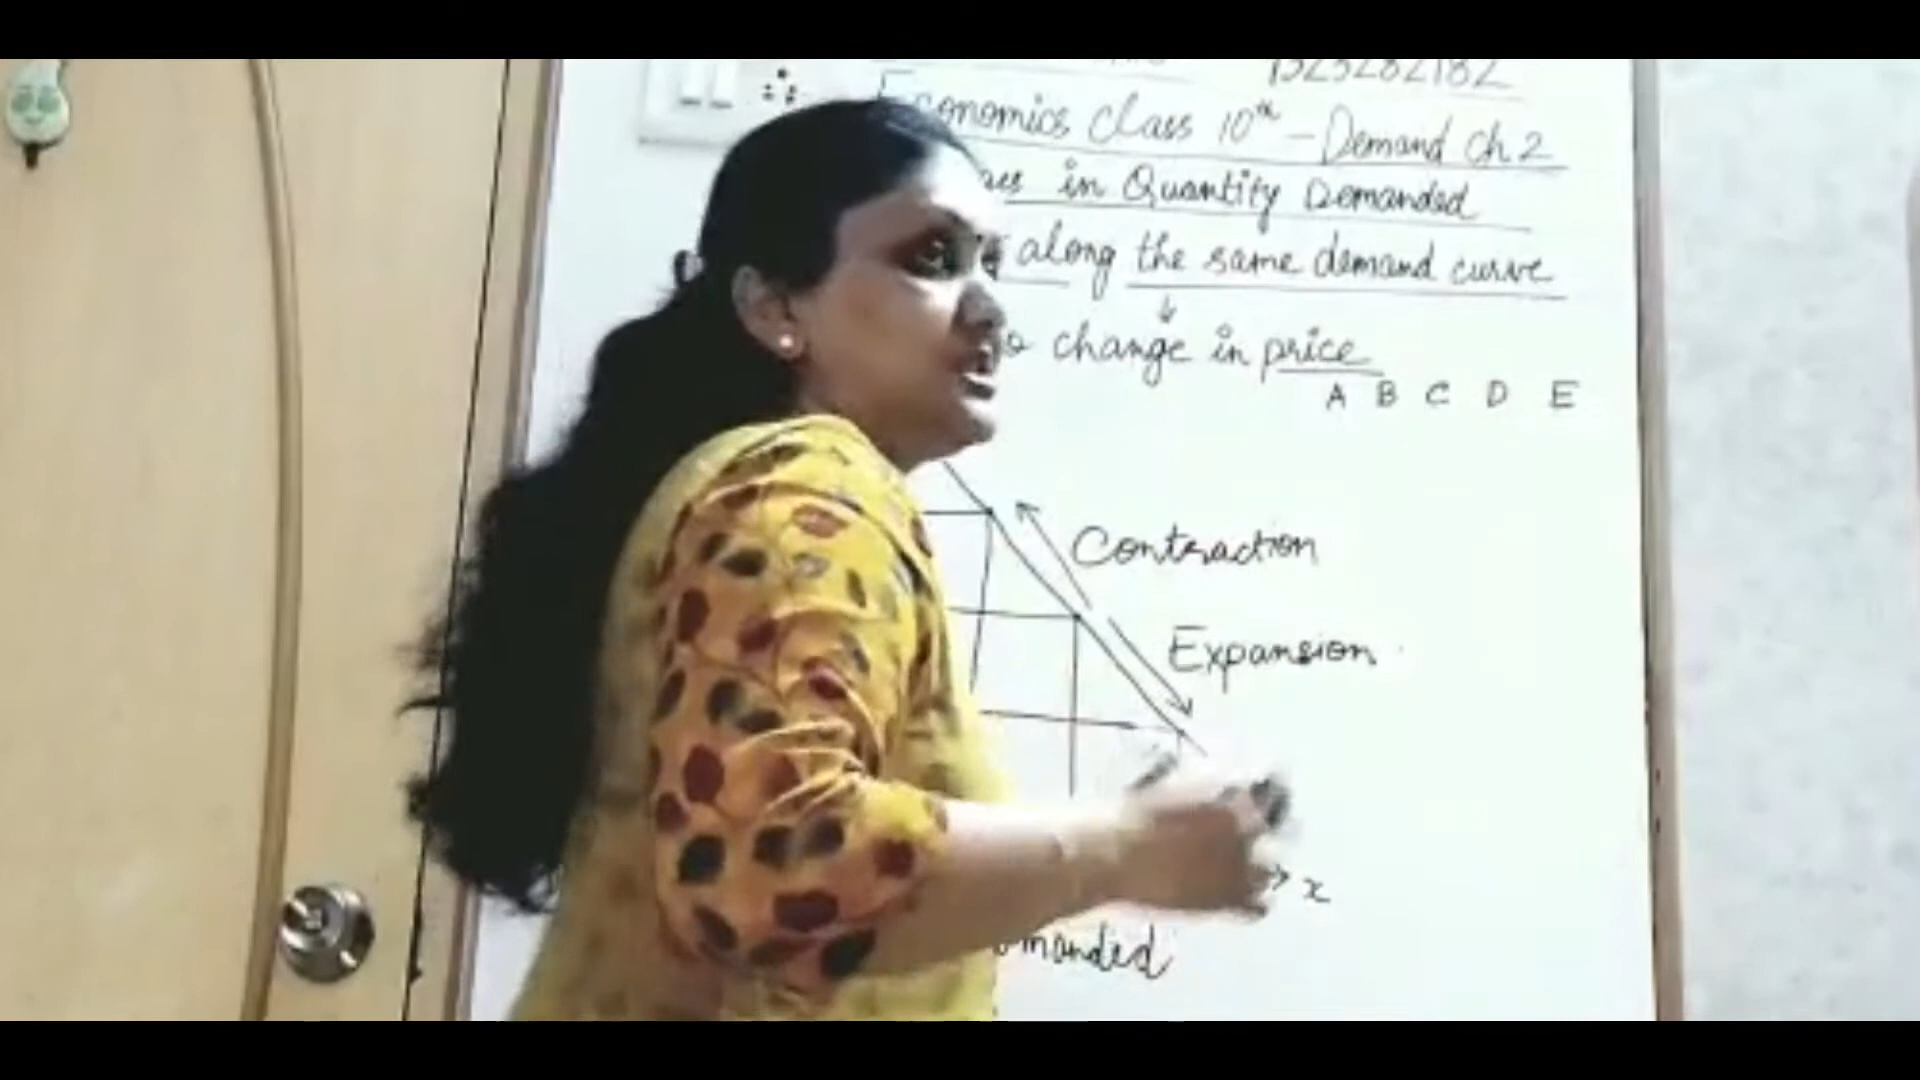 Economics Class 10th - Demand Ch 2
in Quantity Demanded
along the same demand curve
change in price
A B C D E
Contraction
Expansion
x